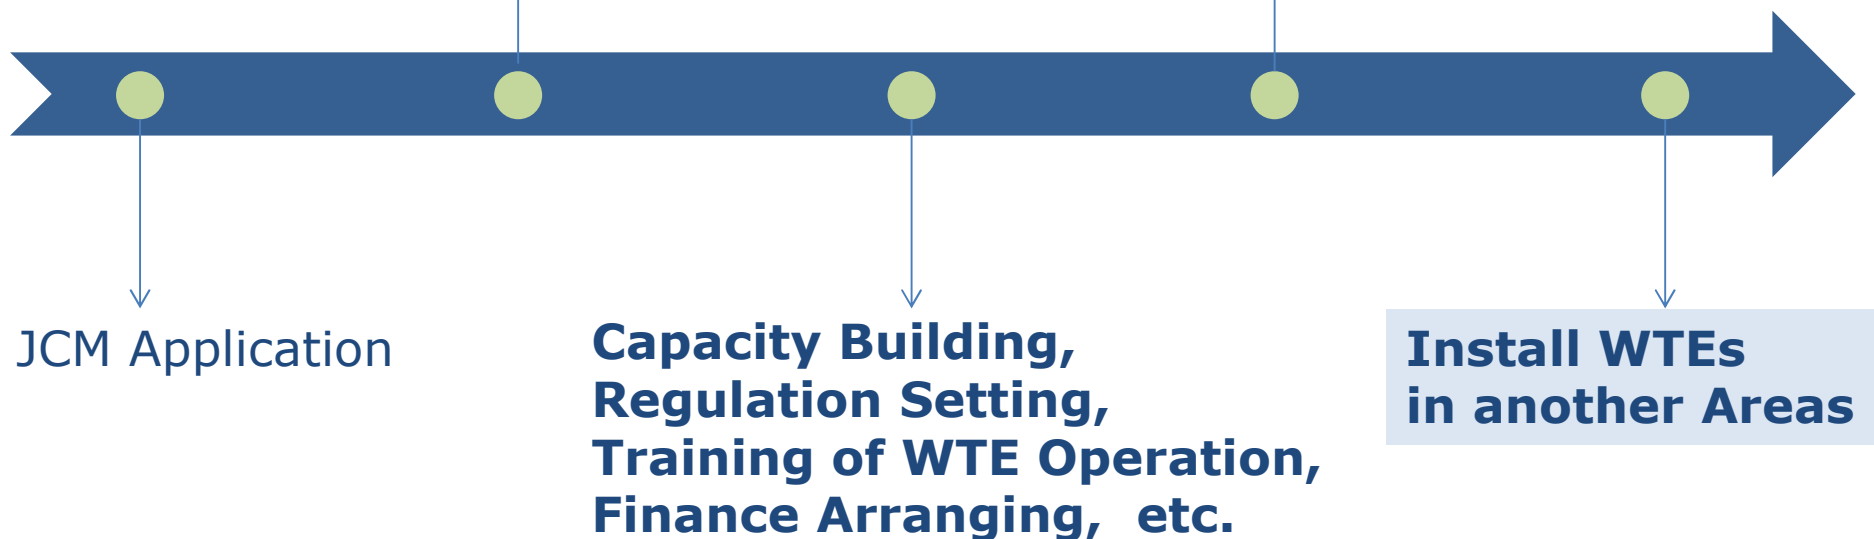 JCM Application
Capacity Building,
Regulation Setting,
Training of WTE Operation,
Finance Arranging,  etc.
Install WTEs
in another Areas